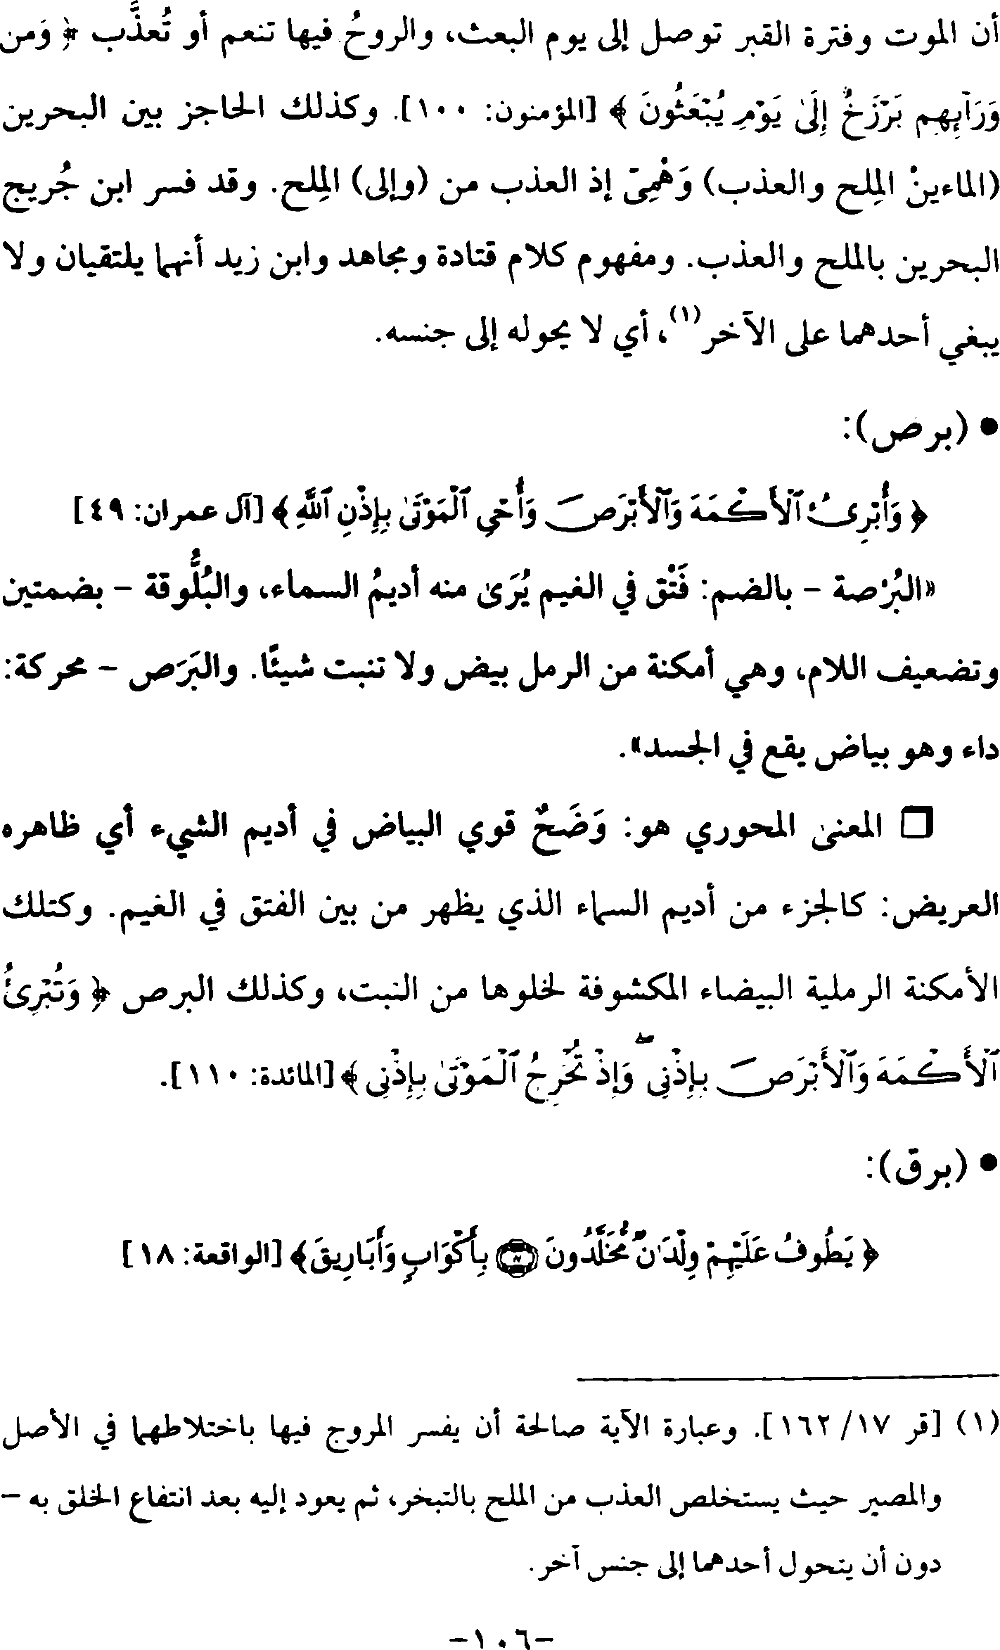 أن الموت وفترة القبر توصل إلى يوم البعث، والروحُ فيها تنعم أو تُعذَّب ﴿ وَمن
وَرَآئِهِم بَرْزَخٌ إِلَىٰ يَوْمِ يُبْعَثُونَ ﴾ [المؤمنون: ١٠٠]. وكذلك الحاجز بين البحرين
(الماءينْ المِلح والعذب) وَهْمِيّ إذ العذب من (وإلى) المِلح. وقد فسر ابن جُريج
البحرين بالملح والعذب. ومفهوم كلام قتادة ومجاهد وابن زيد أنهما يلتقيان ولا
يبغي أحدهما على الآخر(١)، أي لا يحوله إلى جنسه.
● (برص):
﴿ وَأُبْرِئُ ٱلْأَكْمَهَ وَٱلْأَبْرَصَ وَأُحْيِ ٱلْمَوْتَىٰ بِإِذْنِ ٱللَّهِ ﴾ [آل عمران: ٤٩]
«البُرْصة – بالضم: فَتْق في الغيم يُرَىٰ منه أديمُ السماء، والبُلُّوقة – بضمتين
وتضعيف اللام، وهي أمكنة من الرمل بيض ولا تنبت شيئًا. والبَرَص – محركة:
داء وهو بياض يقع في الجسد».
❏ المعنىٰ المحوري هو: وَضَحٌ قوي البياض في أديم الشيء أي ظاهره
العريض: كالجزء من أديم السماء الذي يظهر من بين الفتق في الغيم. وكتلك
الأمكنة الرملية البيضاء المكشوفة لخلوها من النبت، وكذلك البرص ﴿ وَتُبْرِئُ
ٱلْأَكْمَهَ وَٱلْأَبْرَصَ بِإِذْنِى ۖ وَإِذْ تُخْرِجُ ٱلْمَوْتَىٰ بِإِذْنِى ﴾ [المائدة: ١١٠].
● (برق):
﴿ يَطُوفُ عَلَيْهِمْ وِلْدَٰنٌ مُّخَلَّدُونَ ۝١٧ بِأَكْوَابٍ وَأَبَارِيقَ ﴾ [الواقعة: ١٨]
(١) [قر ١٧/ ١٦٢]. وعبارة الآية صالحة أن يفسر المروج فيها باختلاطهما في الأصل
والمصير حيث يستخلص العذب من الملح بالتبخر، ثم يعود إليه بعد انتفاع الخلق به –
دون أن يتحول أحدهما إلى جنس آخر.
-١٠٦-